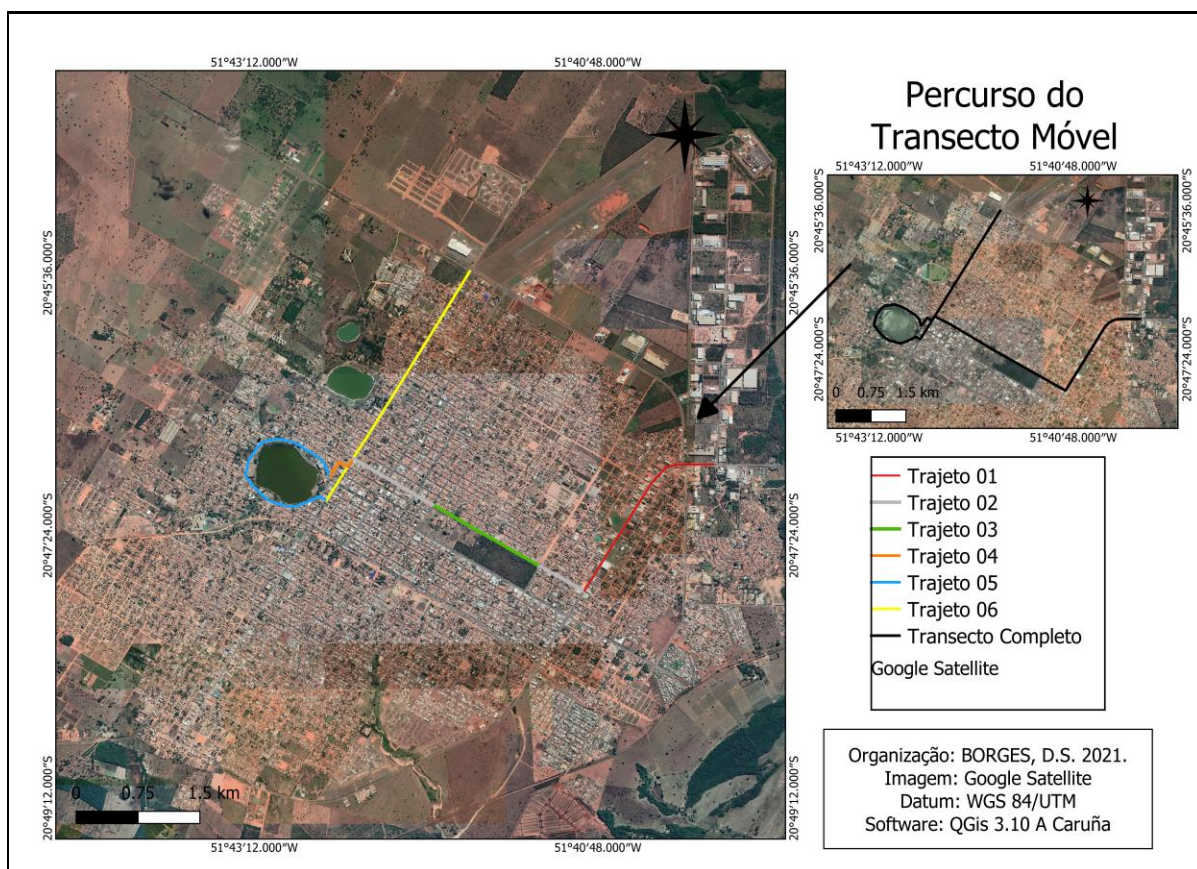 51°43'12.000"W
51°40'48.000"W
20°45'36.000"S
20°47'24.000"S
20°49'12.000"S
20°45'36.000"S
20°47'24.000"S
20°49'12.000"S
0 0.75 1.5 km
51°43'12.000"W
51°40'48.000"W
Percurso do
Transecto Móvel
51°43'12.000"W
51°40'48.000"W
20°45'36.000"S
20°47'24.000"S
20°45'36.000"S
20°47'24.000"S
0 0.75 1.5 km
51°43'12.000"W
51°40'48.000"W
Trajeto 01
Trajeto 02
Trajeto 03
Trajeto 04
Trajeto 05
Trajeto 06
Transecto Completo
Google Satellite
Organização: BORGES, D.S. 2021.
Imagem: Google Satellite
Datum: WGS 84/UTM
Software: QGis 3.10 A Caruña